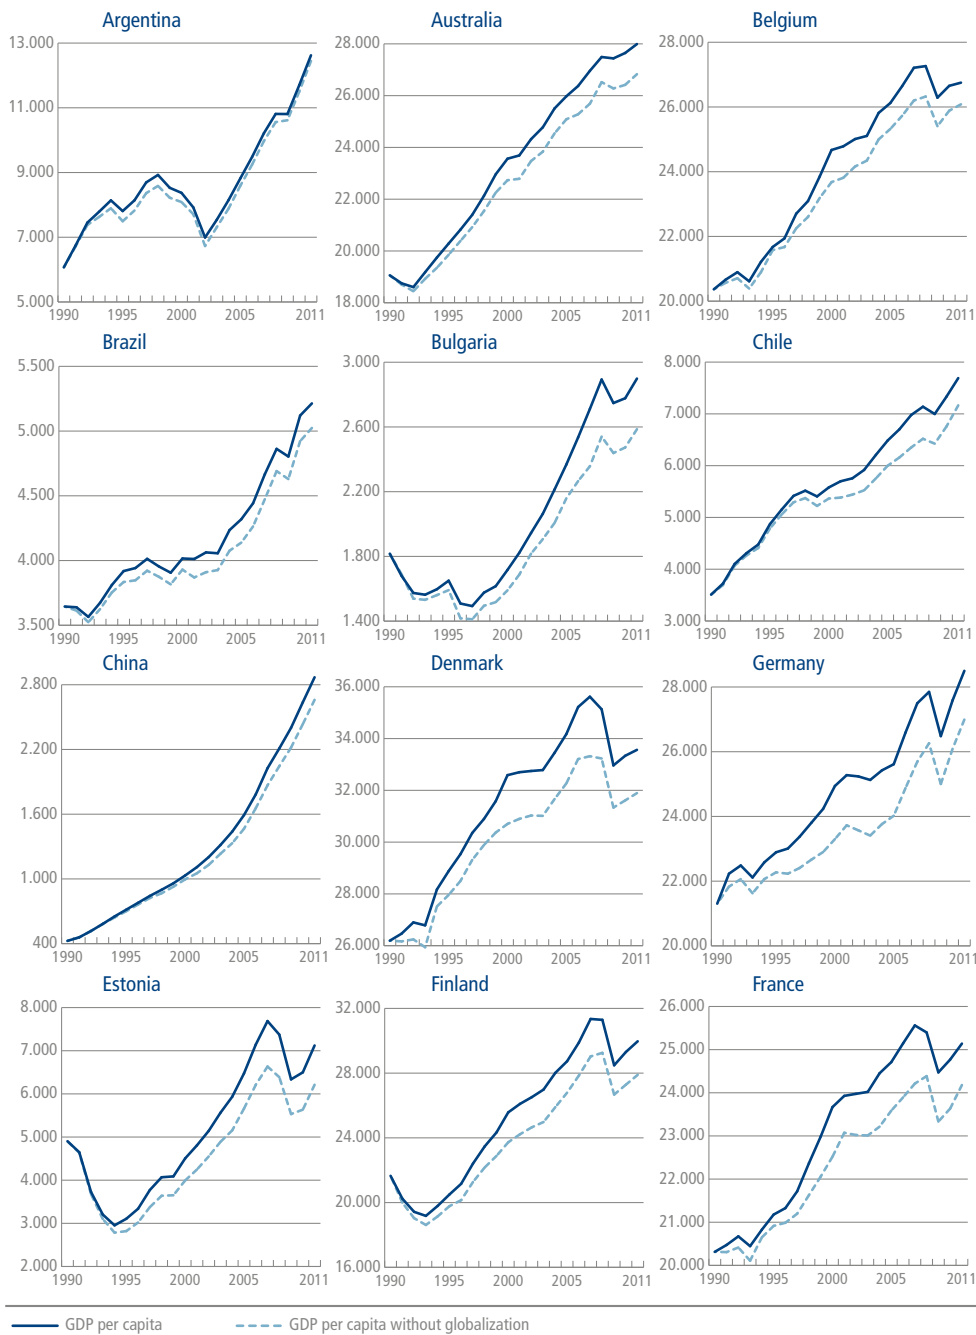 Argentina
13.000
11.000
9.000
7.000
5.000
1990 1995 2000 2005 2011
Australia
28.000
26.000
24.000
22.000
20.000
18.000
1990 1995 2000 2005 2011
Belgium
28.000
26.000
24.000
22.000
20.000
1990 1995 2000 2005 2011
Brazil
5.500
5.000
4.500
4.000
3.500
1990 1995 2000 2005 2011
Bulgaria
3.000
2.600
2.200
1.800
1.400
1990 1995 2000 2005 2011
Chile
8.000
7.000
6.000
5.000
4.000
3.000
1990 1995 2000 2005 2011
China
2.800
2.200
1.600
1.000
400
1990 1995 2000 2005 2011
Denmark
36.000
34.000
32.000
30.000
28.000
26.000
1990 1995 2000 2005 2011
Germany
28.000
26.000
24.000
22.000
20.000
1990 1995 2000 2005 2011
Estonia
8.000
7.000
6.000
5.000
4.000
3.000
2.000
1990 1995 2000 2005 2011
Finland
32.000
28.000
24.000
20.000
16.000
1990 1995 2000 2005 2011
France
26.000
25.000
24.000
23.000
22.000
21.000
20.000
1990 1995 2000 2005 2011
GDP per capita GDP per capita without globalization